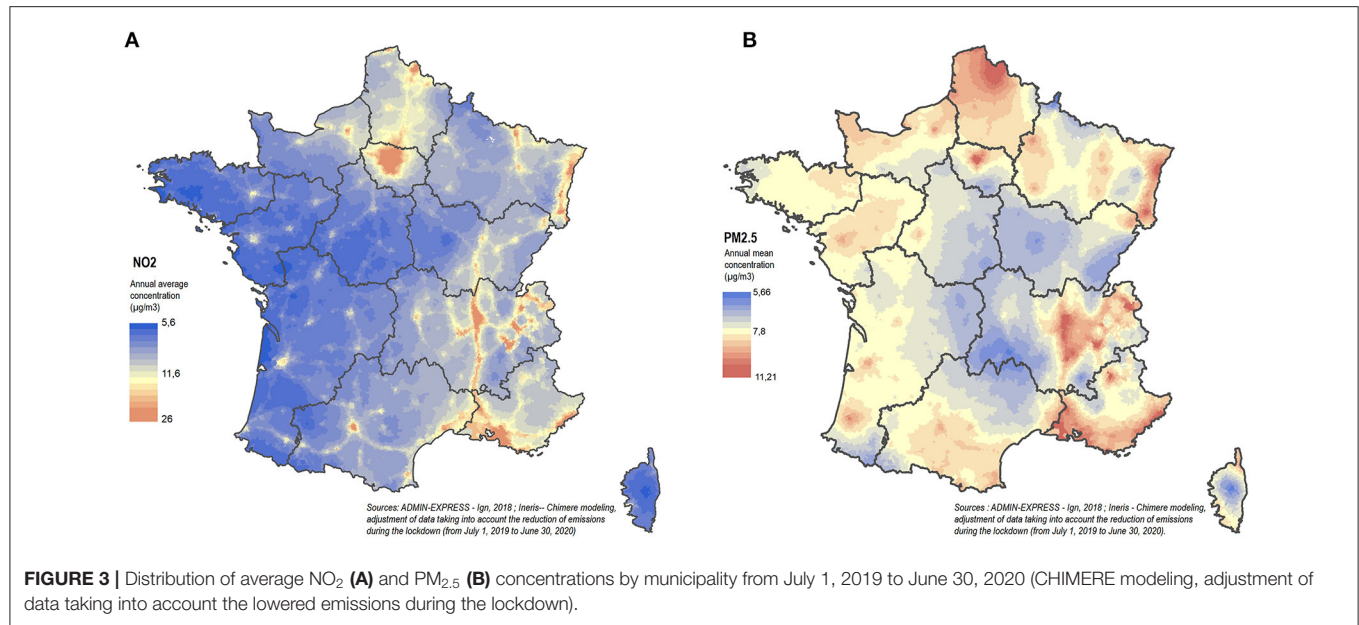 A
NO2
Annual average
concentration
(µg/m3)
5,6
11,6
26
Sources: ADMIN-EXPRESS - Ign, 2018 ; Ineris-- Chimere modeling,
adjustment of data taking into account the reduction of emissions
during the lockdown (from July 1, 2019 to June 30, 2020)
B
PM2.5
Annual mean
concentration
(µg/m3)
5,66
7,8
11,21
Sources : ADMIN-EXPRESS - Ign, 2018 ; Ineris - Chimere modeling,
adjustment of data taking into account the reduction of emissions
during the lockdown (from July 1, 2019 to June 30, 2020).
FIGURE 3 | Distribution of average NO₂ (A) and PM₂.₅ (B) concentrations by municipality from July 1, 2019 to June 30, 2020 (CHIMERE modeling, adjustment of
data taking into account the lowered emissions during the lockdown).